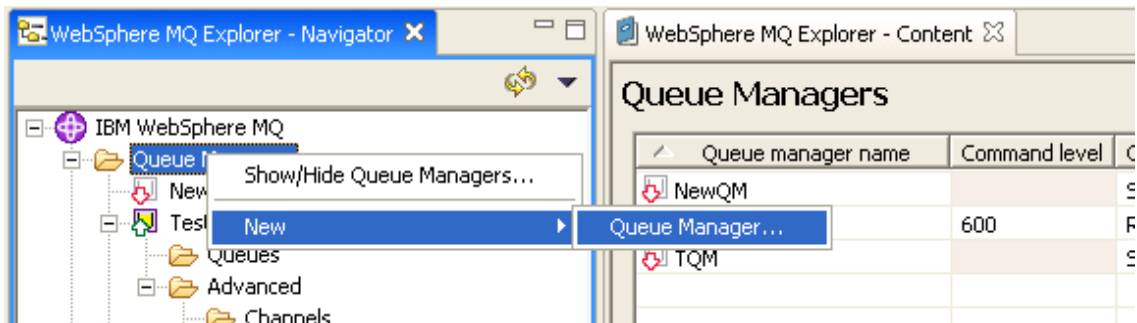 WebSphere MQ Explorer - Navigator
IBM WebSphere MQ
Queue
Show/Hide Queue Managers...
New
New
Queue Manager...
Queues
Advanced
Channels
WebSphere MQ Explorer - Content
Queue Managers
Queue manager name Command level
NewQM
600
TQM